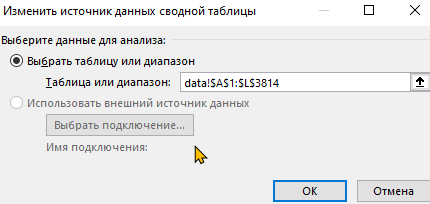 Изменить источник данных сводной таблицы
Выберите данные для анализа:
Выбрать таблицу или диапазон
Таблица или диапазон: data!$A$1:$L$3814
Использовать внешний источник данных
Выбрать подключение...
Имя подключения:
ОК Отмена